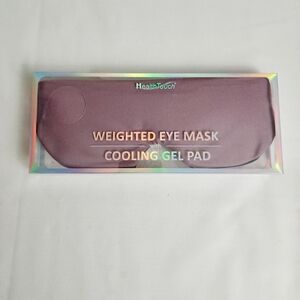 HealthTouch
WEIGHTED EYE MASK
COOLING GEL PAD